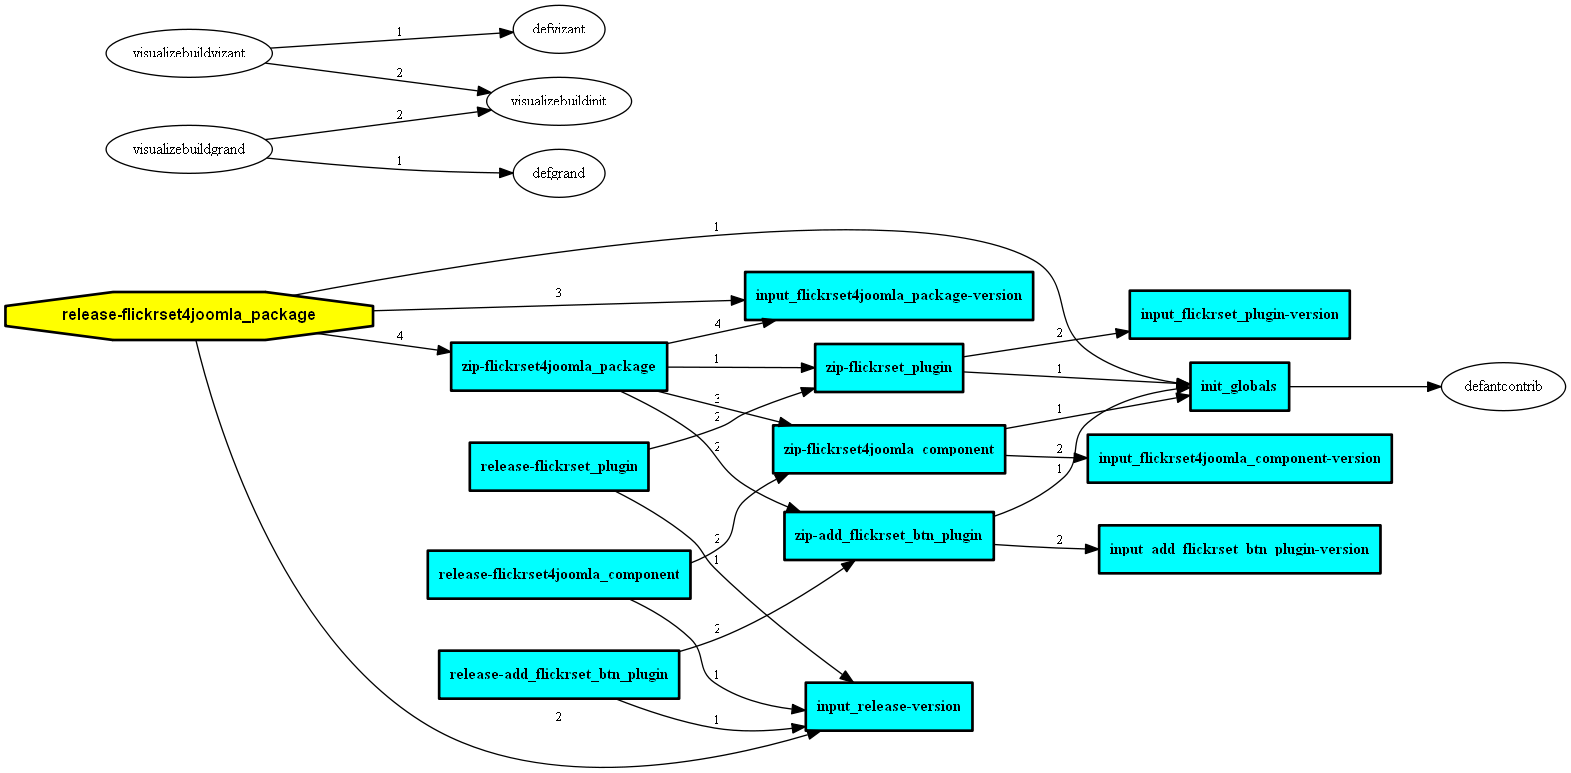 defvizant
1
visualizebuildvizant
2
visualizebuildinit
2
visualizebuildgrand
1
defgrand
1
release-flickrset4joomla_package
3
input_flickrset4joomla_package-version
input_flickrset_plugin-version
4
4
2
zip-flickrset4joomla_package
1
zip-flickrset_plugin
1
init_globals
defantcontrib
3
2
1
zip-flickrset4joomla_component
2
input_flickrset4joomla_component-version
release-flickrset_plugin
2
1
zip-add_flickrset_btn_plugin
2
input_add_flickrset_btn_plugin-version
2
1
release-flickrset4joomla_component
2
release-add_flickrset_btn_plugin
1
input_release-version
2
1